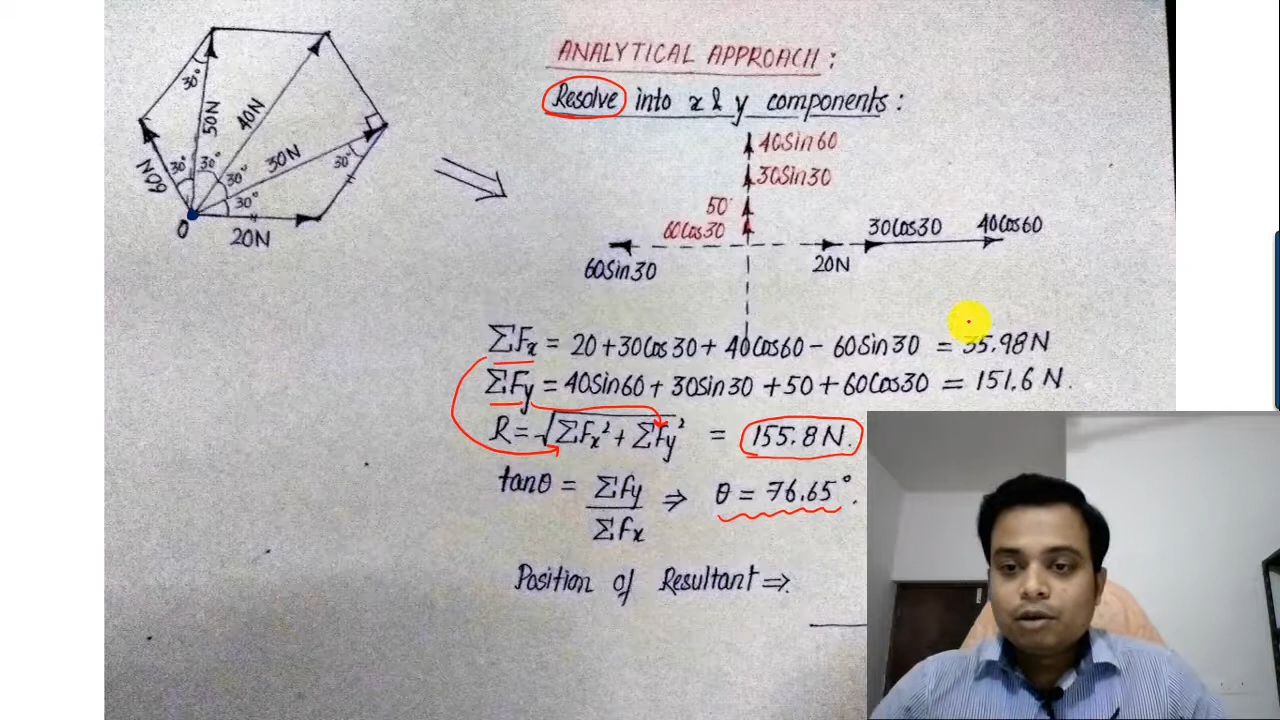 ANALYTICAL APPROACH:
Resolve into x & y components:
30°
50N
40N
30N
60N
30°
30°
30°
30°
30°
O
20N
40Sin60
30Sin30
50
60Cos30
60Sin30
20N
30Cos30
40Cos60
ΣFx = 20 + 30Cos30 + 40Cos60 - 60Sin30 = 35.98 N
ΣFy = 40Sin60 + 30Sin30 + 50 + 60Cos30 = 151.6 N.
R = √ΣFx² + ΣFy² = 155.8 N.
tanθ = ΣFy / ΣFx ⇒ θ = 76.65°.
Position of Resultant ⇒